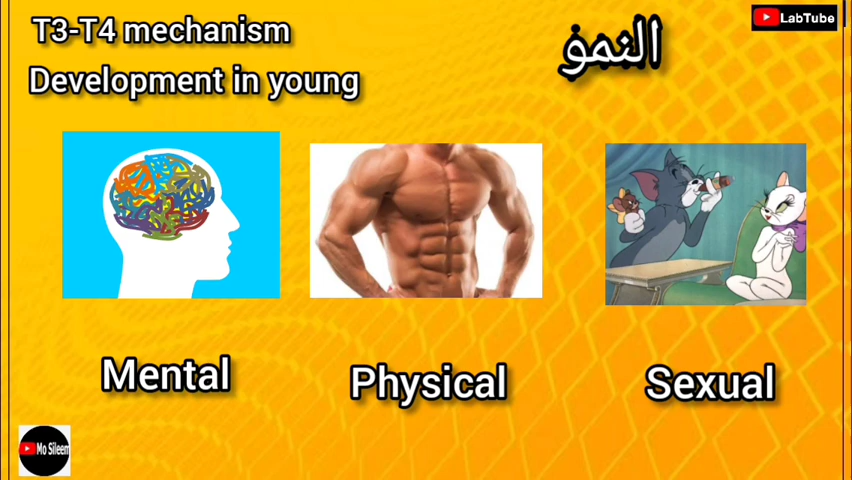 T3-T4 mechanism
النمو
LabTube
Development in young
Mental
Physical
Sexual
Mo Sileem